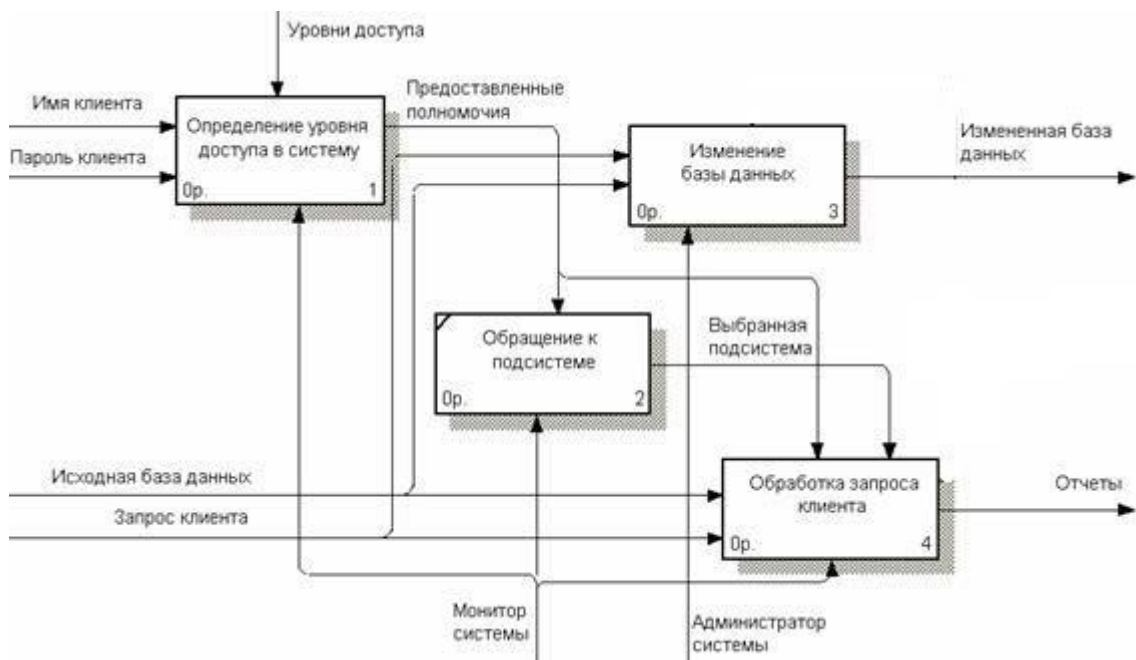 Уровни доступа
Имя клиента
Пароль клиента
Определение уровня
доступа в систему
0р.
1
Предоставленные
полномочия
Изменение
базы данных
0р.
3
Измененная база
данных
Обращение к
подсистеме
0р.
2
Выбранная
подсистема
Исходная база данных
Запрос клиента
Обработка запроса
клиента
0р.
4
Отчеты
Монитор
системы
Администратор
системы